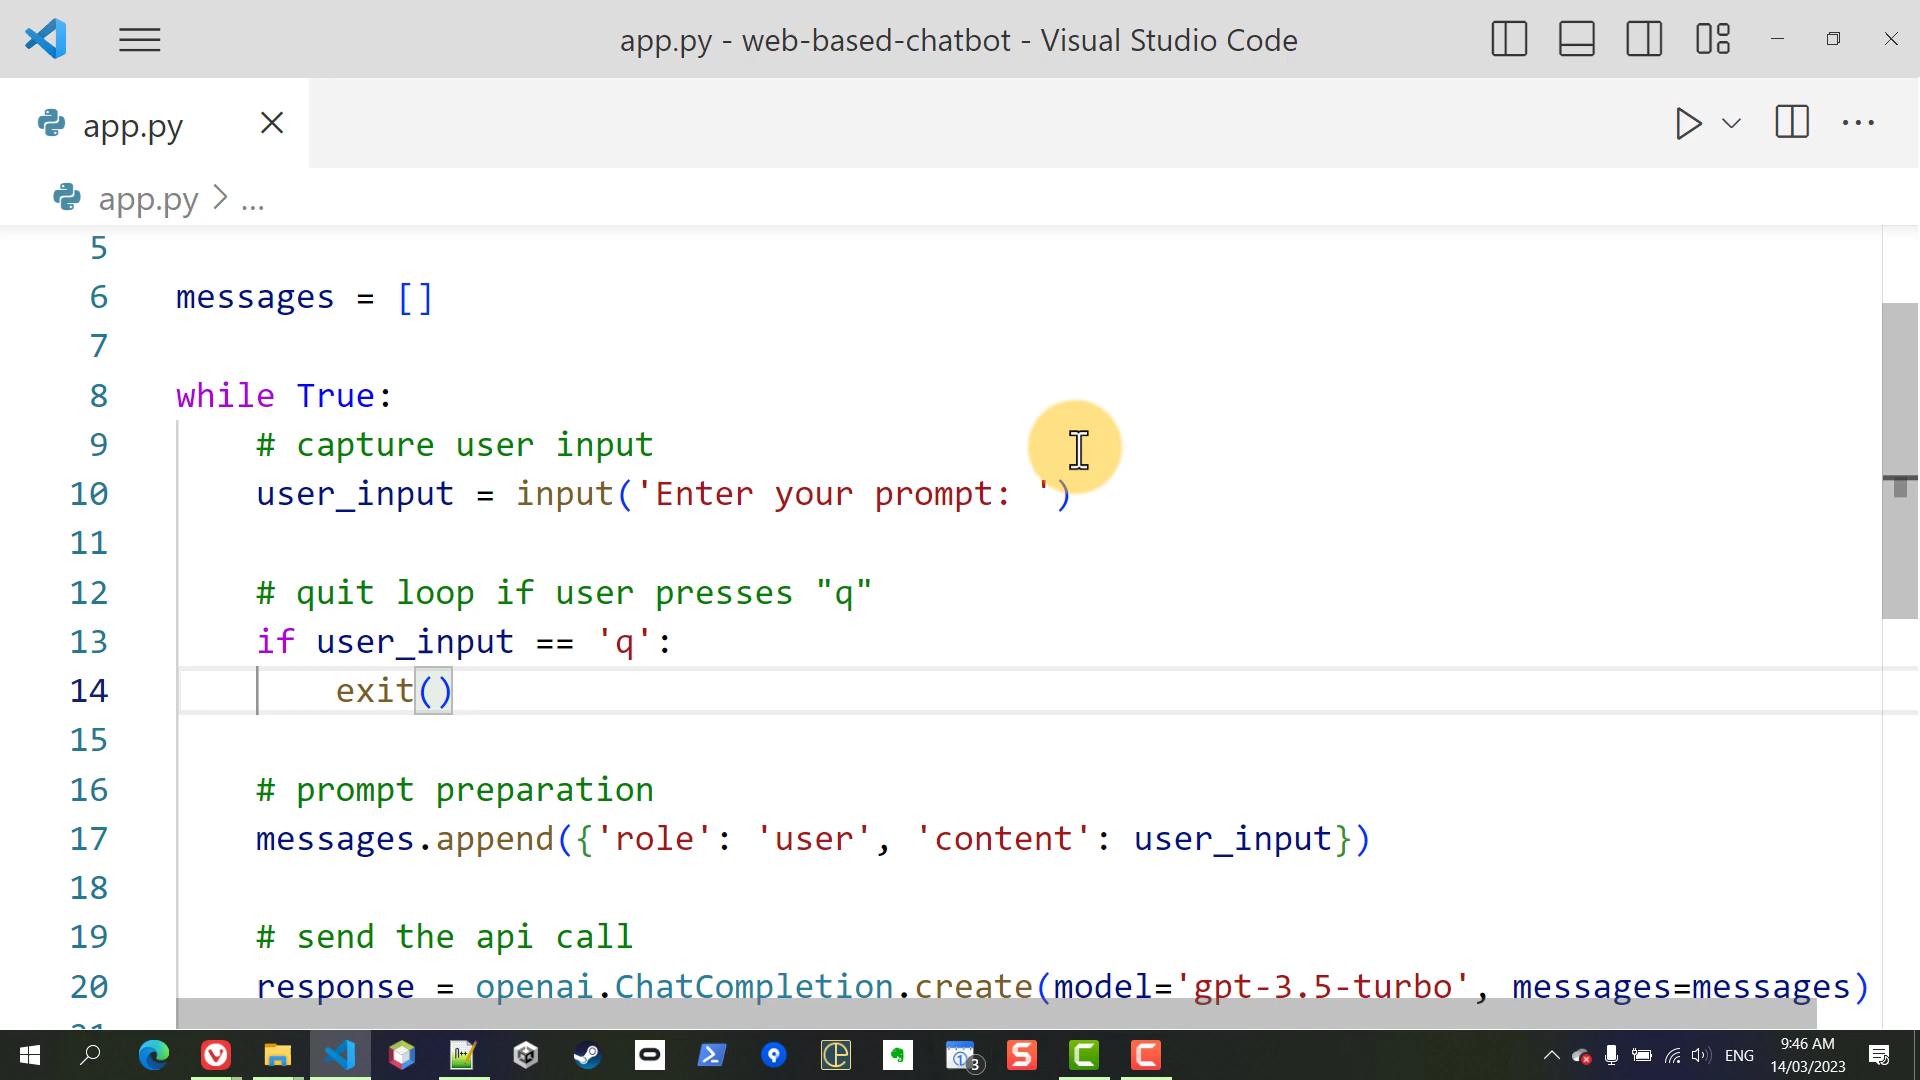 app.py - web-based-chatbot - Visual Studio Code
app.py
app.py > ...
5
6 messages = []
7
8 while True:
9 # capture user input
10 user_input = input('Enter your prompt: ')
11
12 # quit loop if user presses "q"
13 if user_input == 'q':
14 exit()
15
16 # prompt preparation
17 messages.append({'role': 'user', 'content': user_input})
18
19 # send the api call
20 response = openai.ChatCompletion.create(model='gpt-3.5-turbo', messages=messages)
3
ENG
9:46 AM
14/03/2023